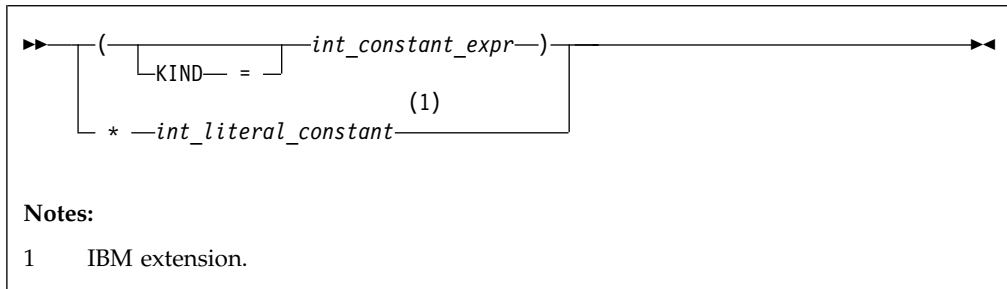 ( int_constant_expr )
KIND =
(1)
* int_literal_constant
Notes:
1 IBM extension.